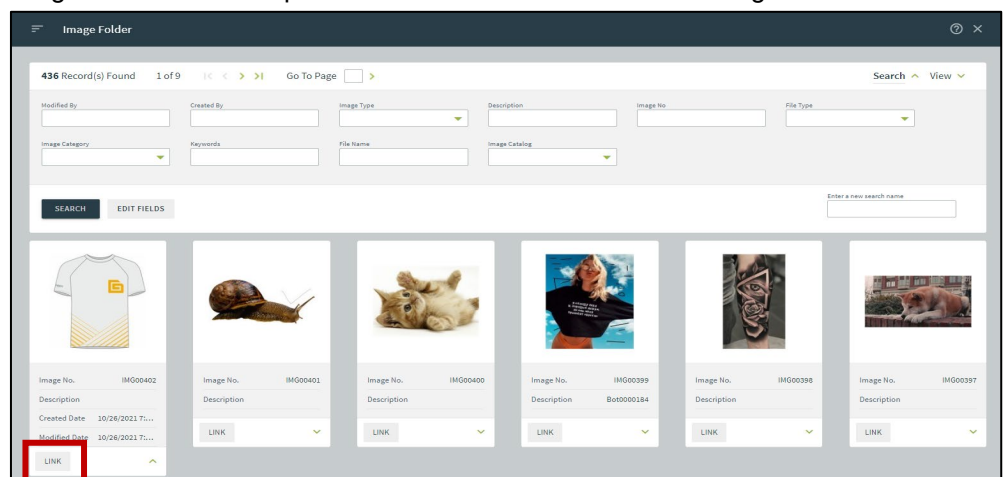 Image Folder
436 Record(s) Found 1 of 9 Go To Page Search View
Modified By Created By Image Type Description Image No File Type
Image Category Keywords File Name Image Catalog
SEARCH EDIT FIELDS Enter a new search name
Image No. IMG00402 Image No. IMG00401 Image No. IMG00400 Image No. IMG00399 Image No. IMG00398 Image No. IMG00397
Description Description Description Description Bot0000184 Description Description
Created Date 10/26/2021 7:...
Modified Date 10/26/2021 7:...
LINK LINK LINK LINK LINK
LINK